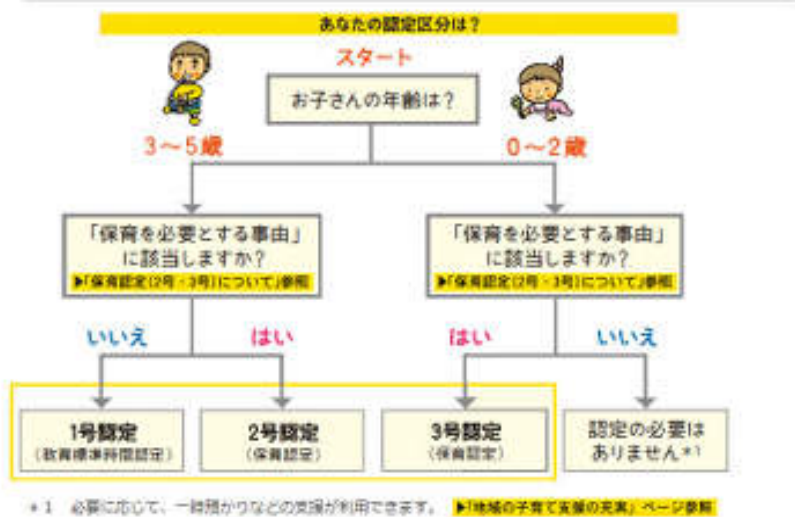 あなたの認定区分は？
スタート
お子さんの年齢は？
3～5歳
0～2歳
「保育を必要とする事由」
に該当しますか？
▶「保育認定(2号・3号)について」参照
「保育を必要とする事由」
に該当しますか？
▶「保育認定(2号・3号)について」参照
いいえ
はい
はい
いいえ
1号認定
(教育標準時間認定)
2号認定
(保育認定)
3号認定
(保育認定)
認定の必要は
ありません*1
*1 必要に応じて、一時預かりなどの支援が利用できます。 ▶「地域の子育て支援の充実」ページ参照